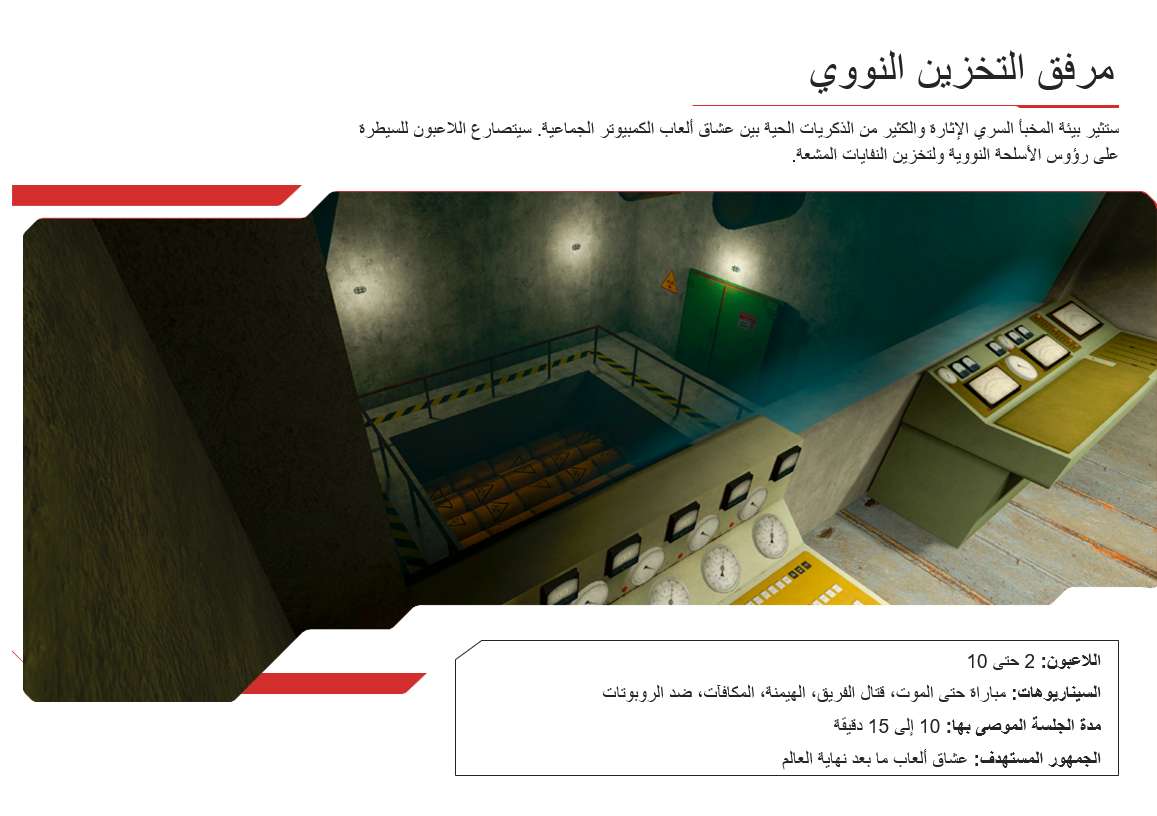 مرفق التخزين النووي
ستثير بيئة المخبأ السري الإثارة والكثير من الذكريات الحية بين عشاق ألعاب الكمبيوتر الجماعية. سيتصارع اللاعبون للسيطرة
على رؤوس الأسلحة النووية ولتخزين النفايات المشعة.
اللاعبون: 2 حتى 10
السيناريوهات: مباراة حتى الموت، قتال الفريق، الهيمنة، المكافآت، ضد الروبوتات
مدة الجلسة الموصى بها: 10 إلى 15 دقيقة
الجمهور المستهدف: عشاق ألعاب ما بعد نهاية العالم